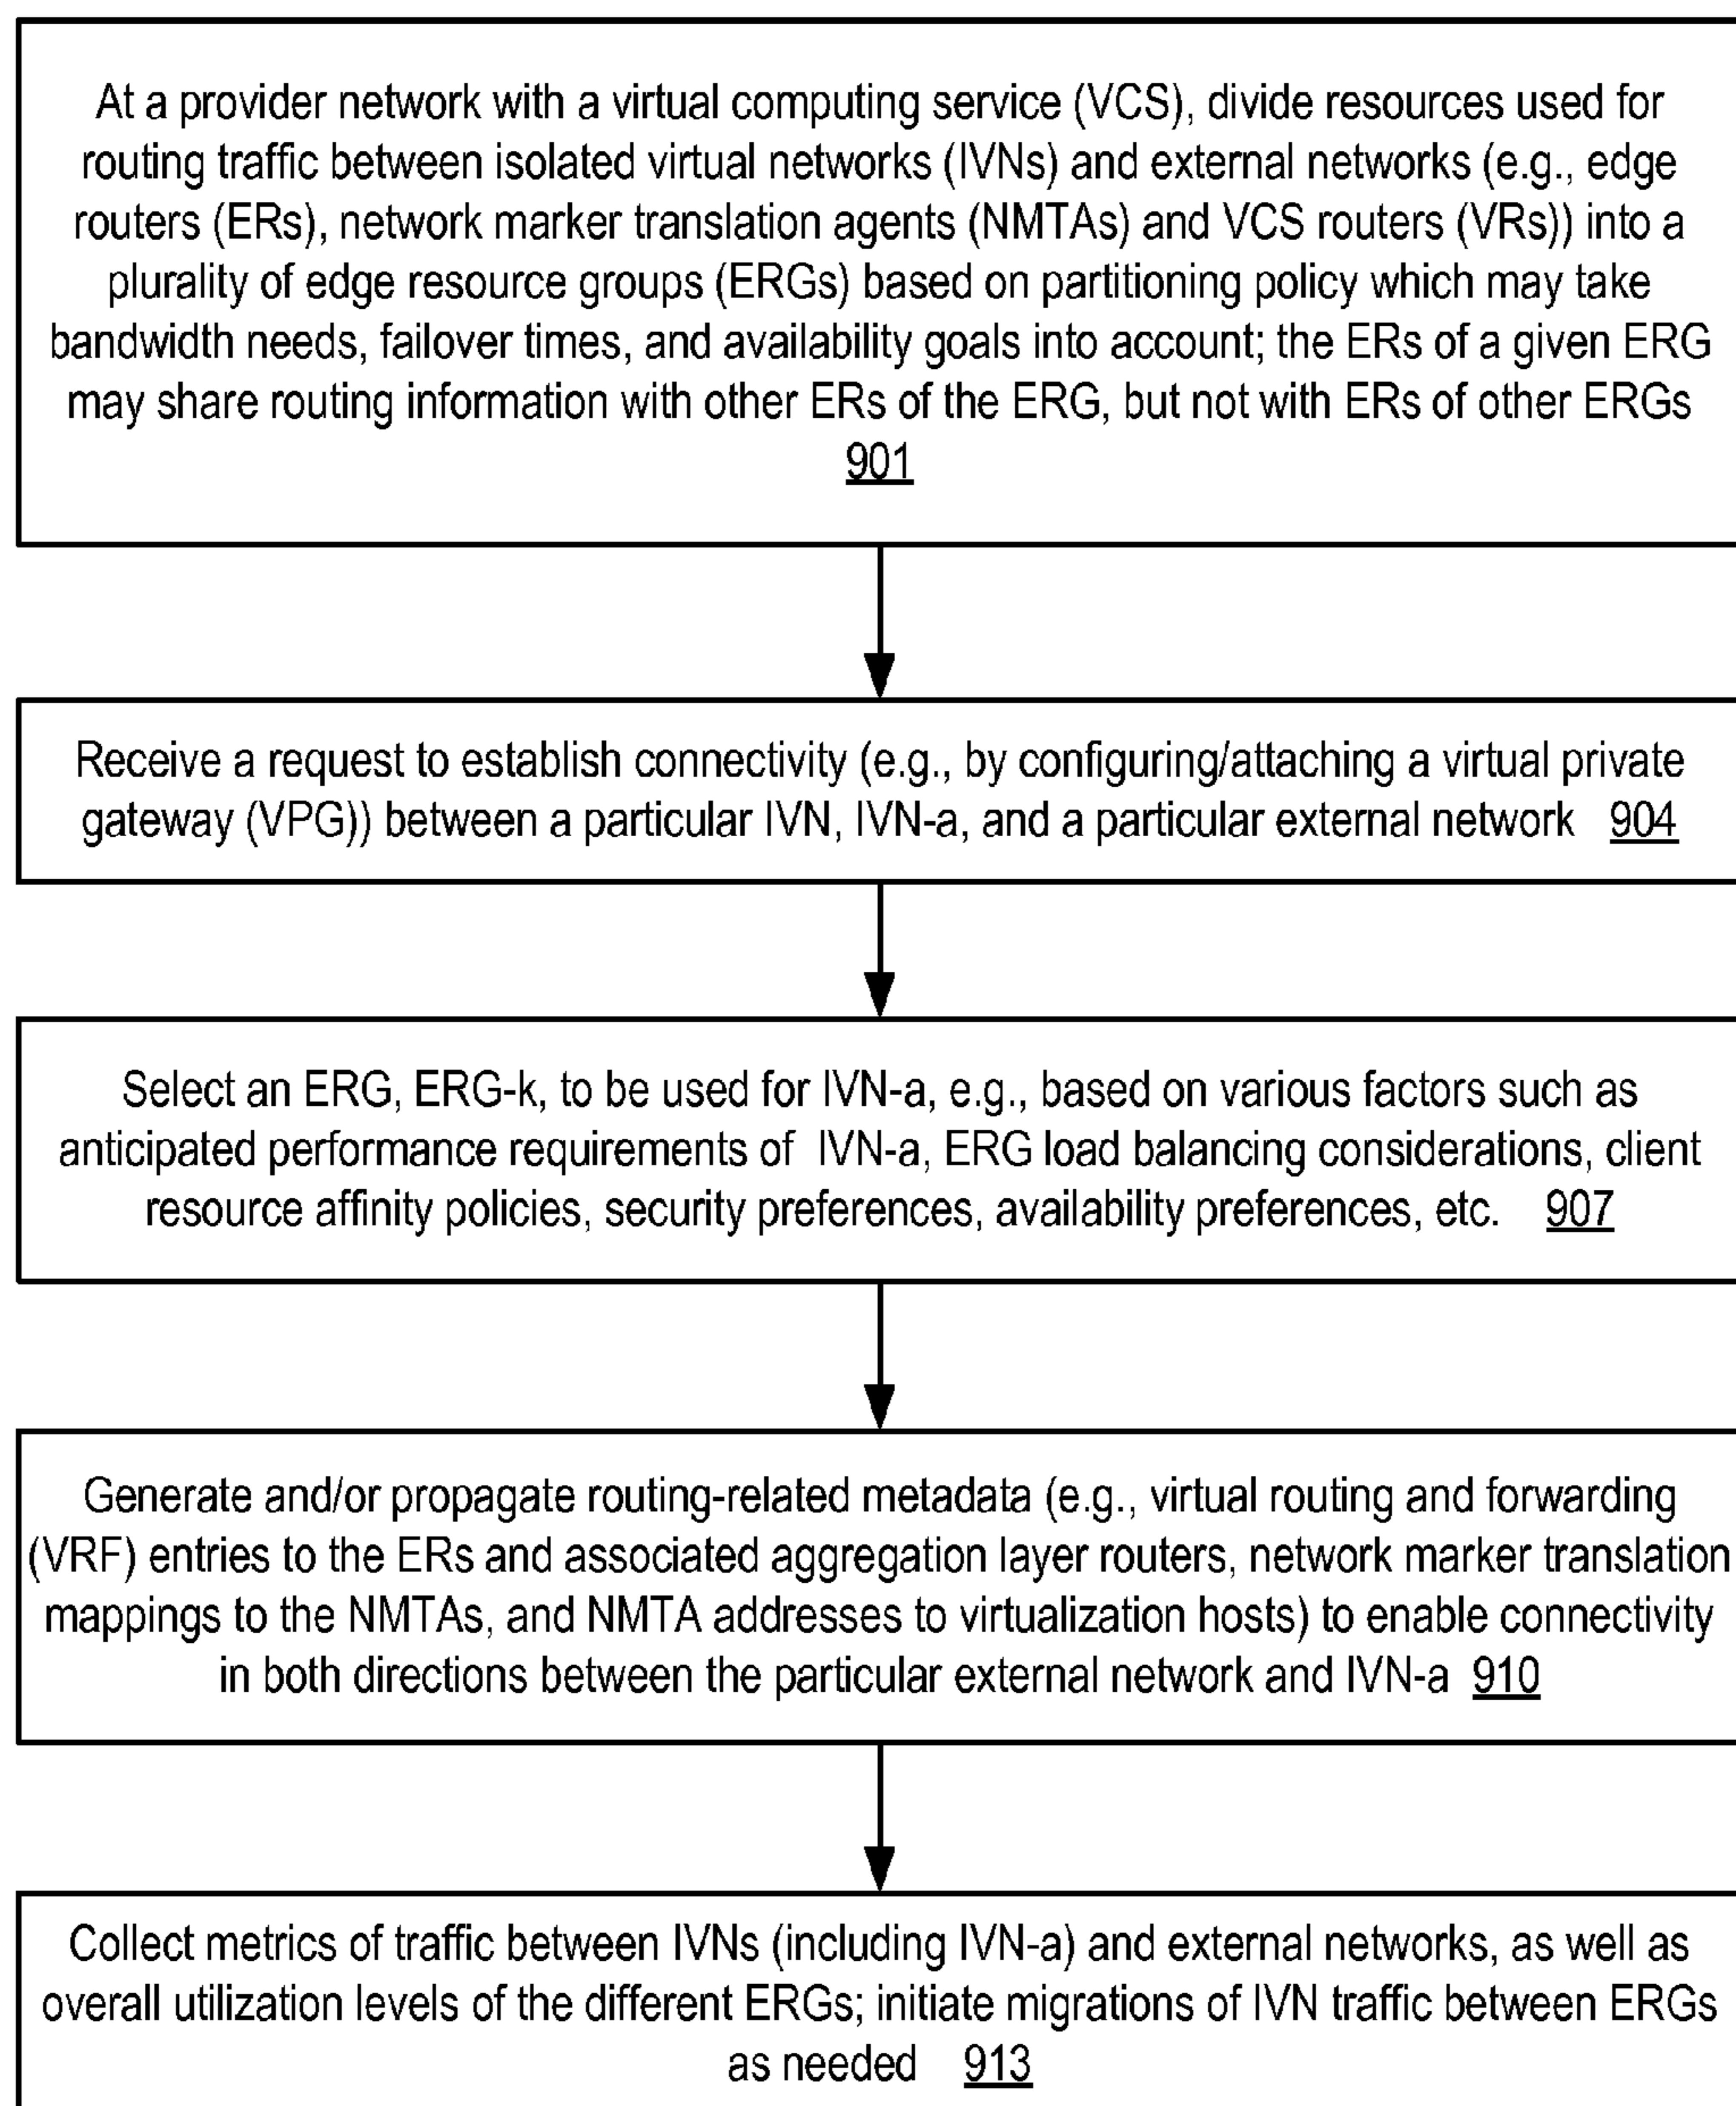 At a provider network with a virtual computing service (VCS), divide resources used for
routing traffic between isolated virtual networks (IVNs) and external networks (e.g., edge
routers (ERs), network marker translation agents (NMTAs) and VCS routers (VRs)) into a
plurality of edge resource groups (ERGs) based on partitioning policy which may take
bandwidth needs, failover times, and availability goals into account; the ERs of a given ERG
may share routing information with other ERs of the ERG, but not with ERs of other ERGs
901
Receive a request to establish connectivity (e.g., by configuring/attaching a virtual private
gateway (VPG)) between a particular IVN, IVN-a, and a particular external network 904
Select an ERG, ERG-k, to be used for IVN-a, e.g., based on various factors such as
anticipated performance requirements of IVN-a, ERG load balancing considerations, client
resource affinity policies, security preferences, availability preferences, etc. 907
Generate and/or propagate routing-related metadata (e.g., virtual routing and forwarding
(VRF) entries to the ERs and associated aggregation layer routers, network marker translation
mappings to the NMTAs, and NMTA addresses to virtualization hosts) to enable connectivity
in both directions between the particular external network and IVN-a 910
Collect metrics of traffic between IVNs (including IVN-a) and external networks, as well as
overall utilization levels of the different ERGs; initiate migrations of IVN traffic between ERGs
as needed 913